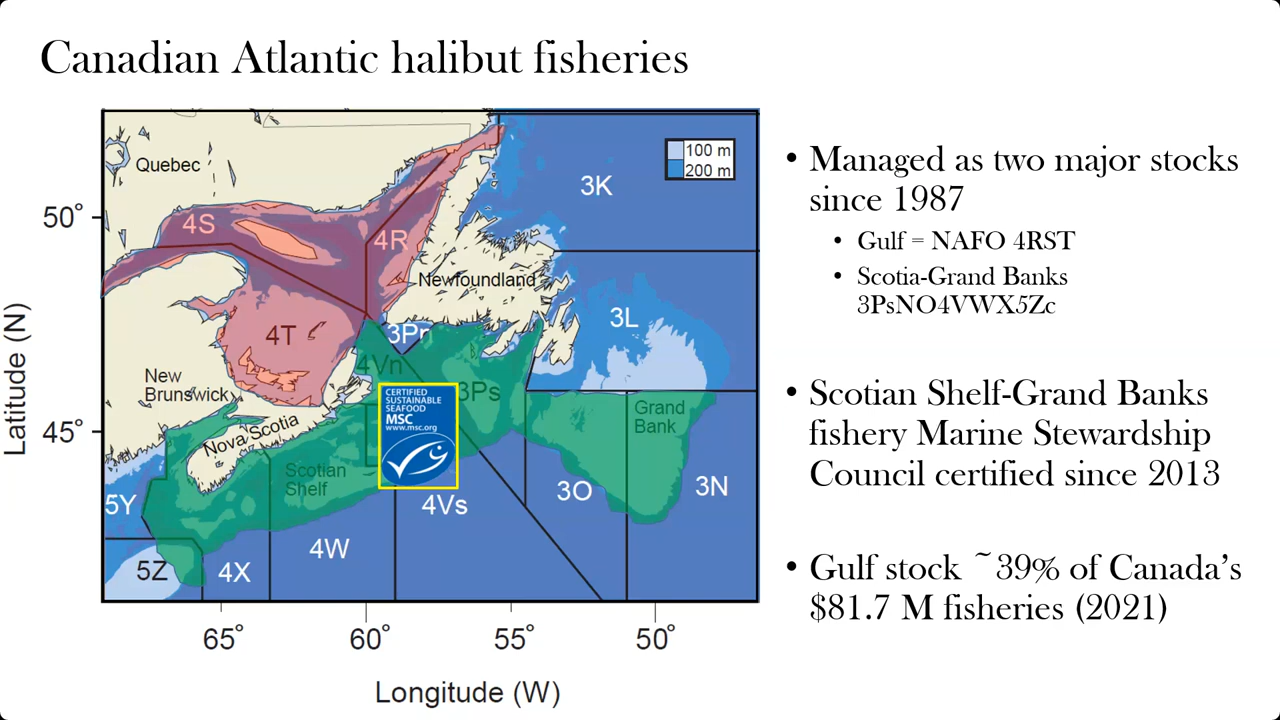 Canadian Atlantic halibut fisheries
Quebec
100 m
200 m
3K
50°
4S
4R
Newfoundland
3L
4T
3Pn
4Vn
3Ps
New
Brunswick
Nova Scotia
CERTIFIED
SUSTAINABLE
SEAFOOD
MSC
www.msc.org
Grand
Bank
45°
Scotian
Shelf
5Y
4Vs
3O
3N
5Z
4X
4W
65°
60°
55°
50°
Latitude (N)
Longitude (W)
• Managed as two major stocks
since 1987
• Gulf = NAFO 4RST
• Scotia-Grand Banks
3PsNO4VWX5Zc
• Scotian Shelf-Grand Banks
fishery Marine Stewardship
Council certified since 2013
• Gulf stock ~39% of Canada’s
$81.7 M fisheries (2021)